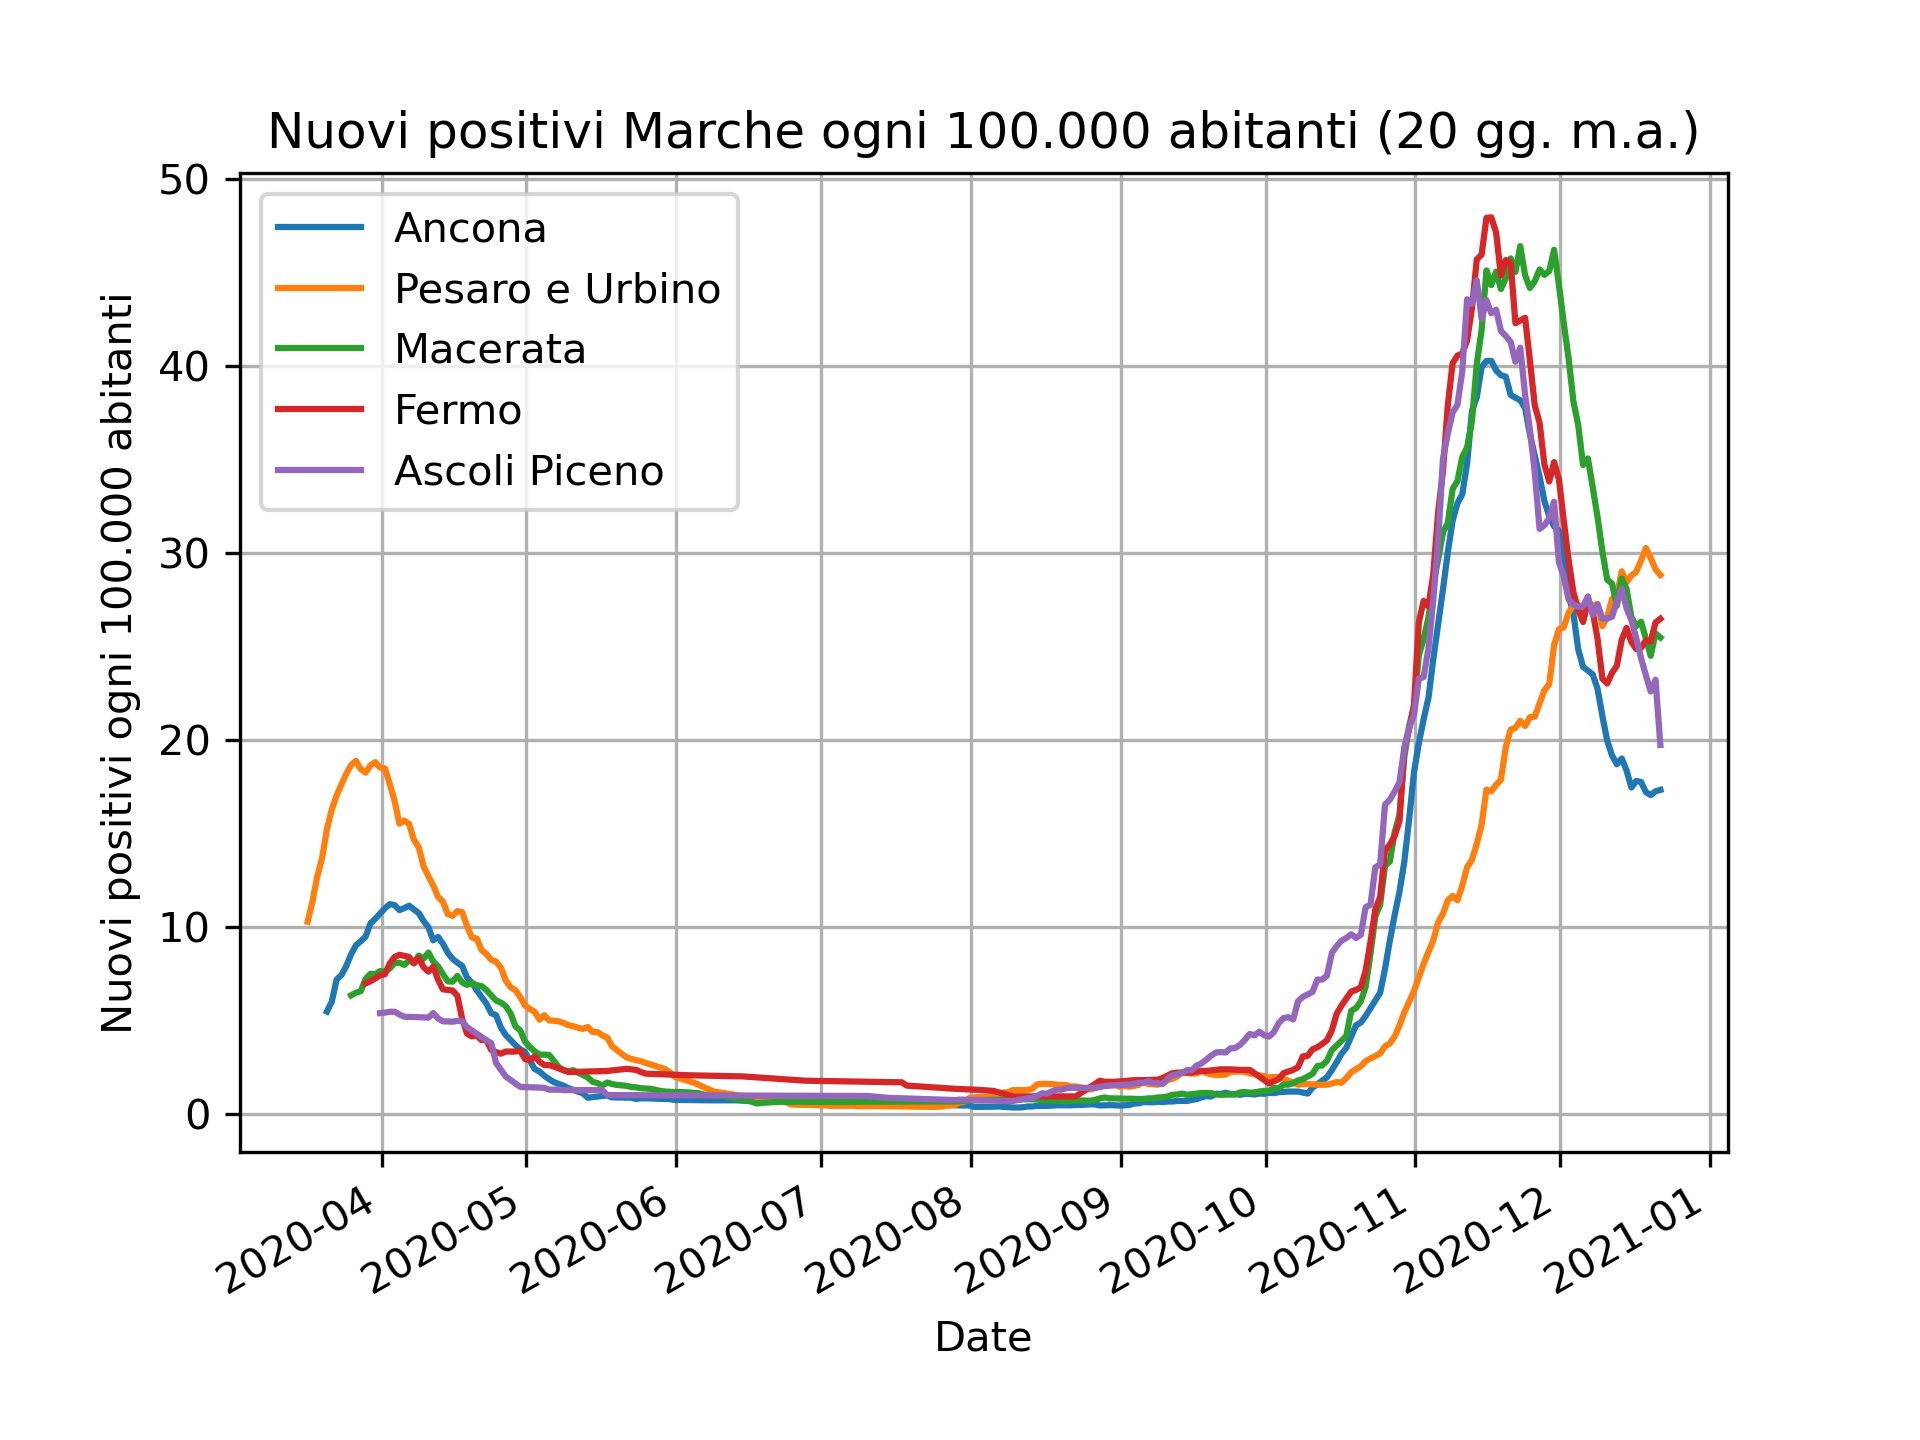 Nuovi positivi Marche ogni 100.000 abitanti (20 gg. m.a.)
Nuovi positivi ogni 100.000 abitanti
50
40
30
20
10
0
Ancona
Pesaro e Urbino
Macerata
Fermo
Ascoli Piceno
2020-04
2020-05
2020-06
2020-07
2020-08
2020-09
2020-10
2020-11
2020-12
2021-01
Date